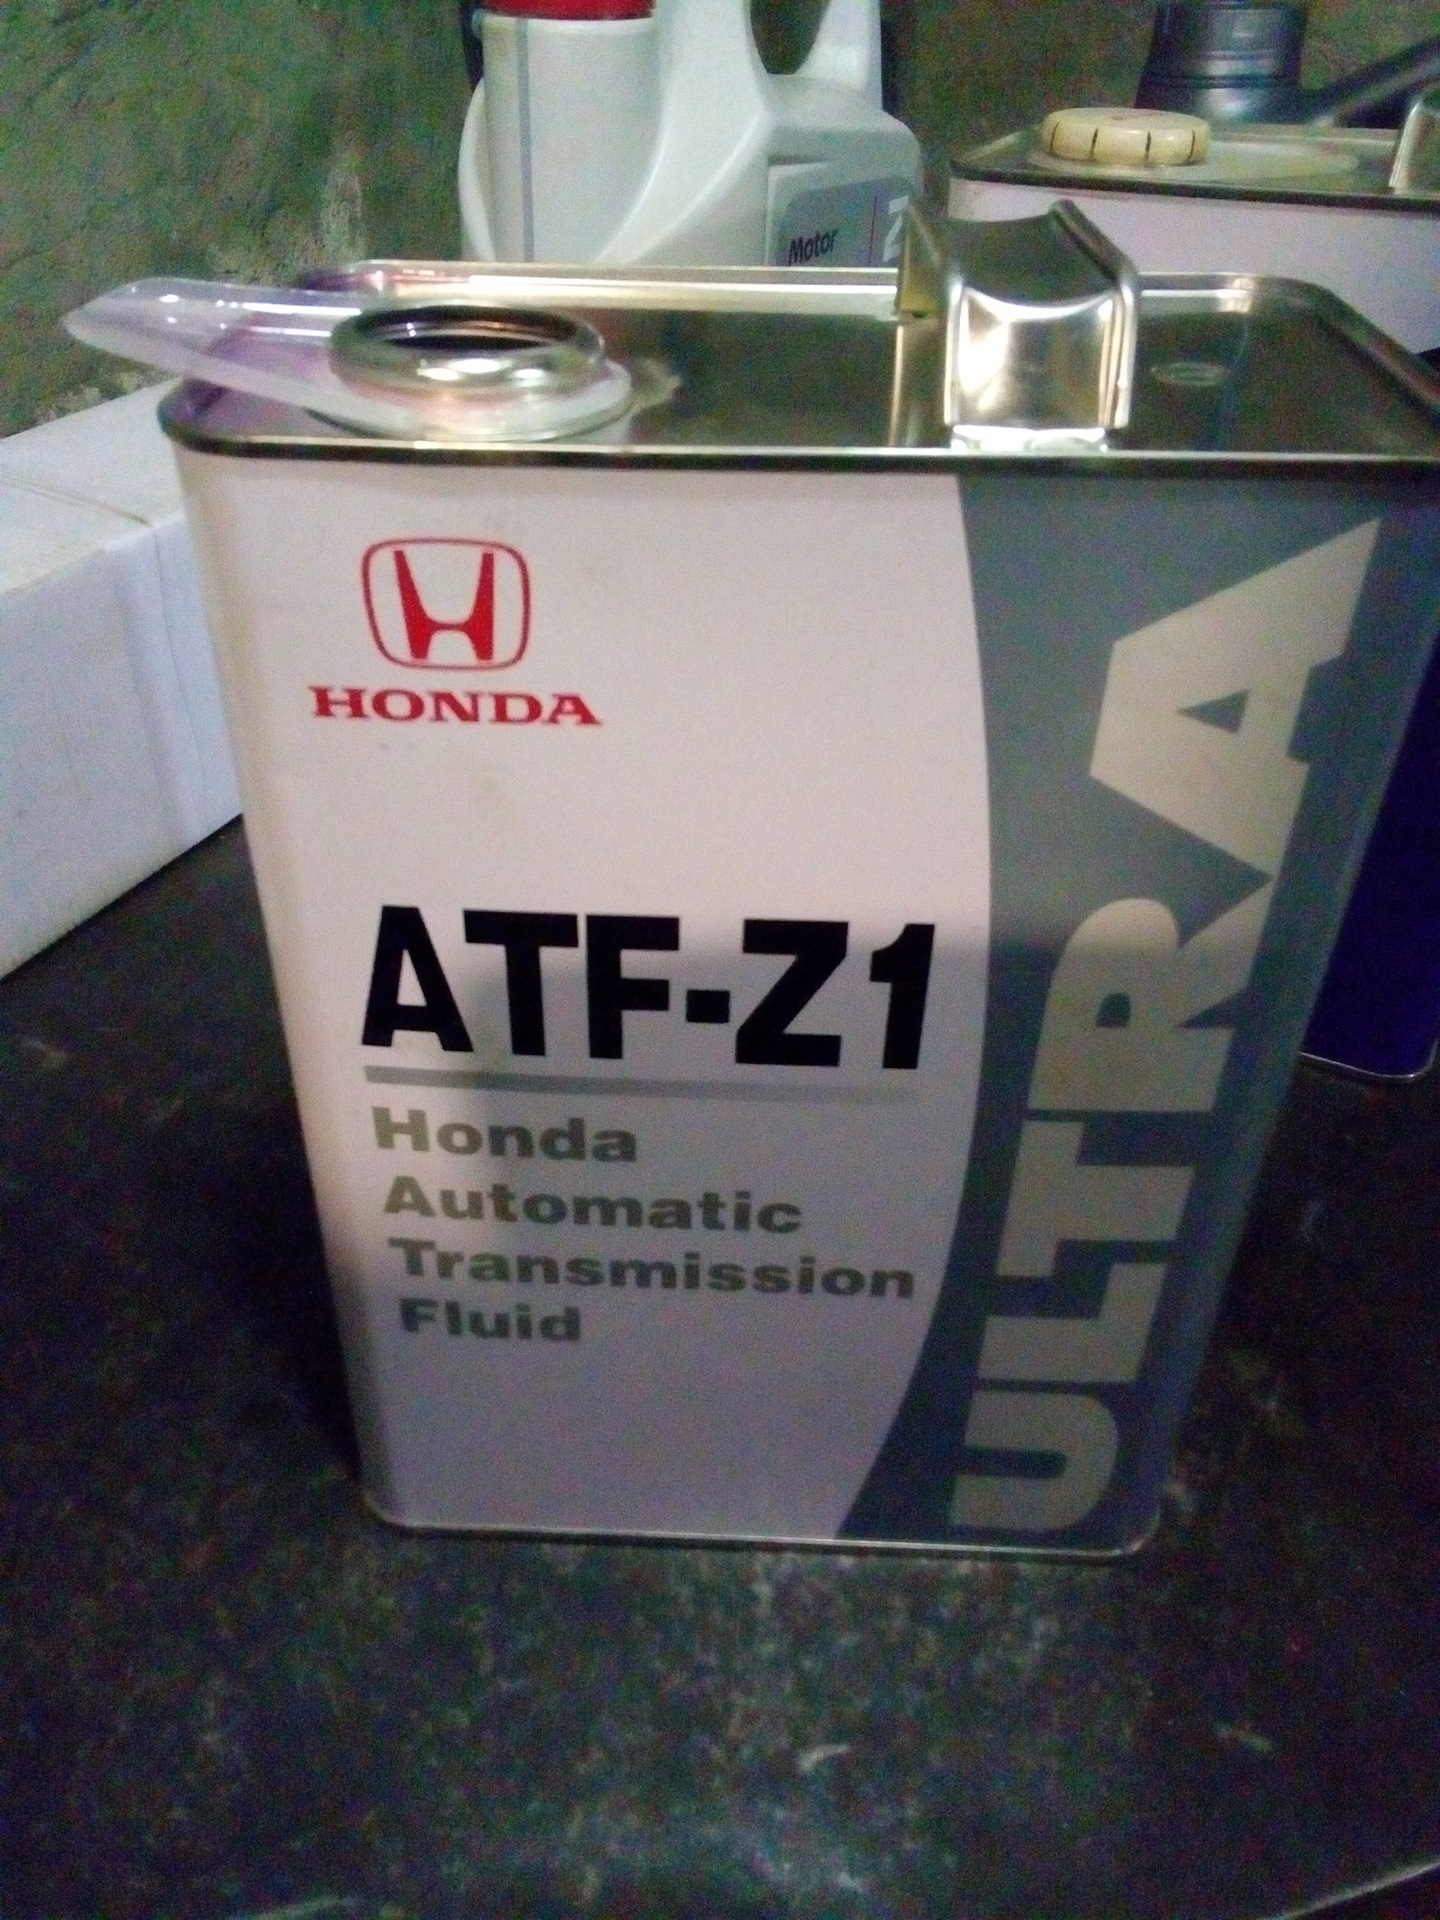 Motor
HONDA
ATF-Z1
Honda
Automatic
Transmission
Fluid
ULTRA